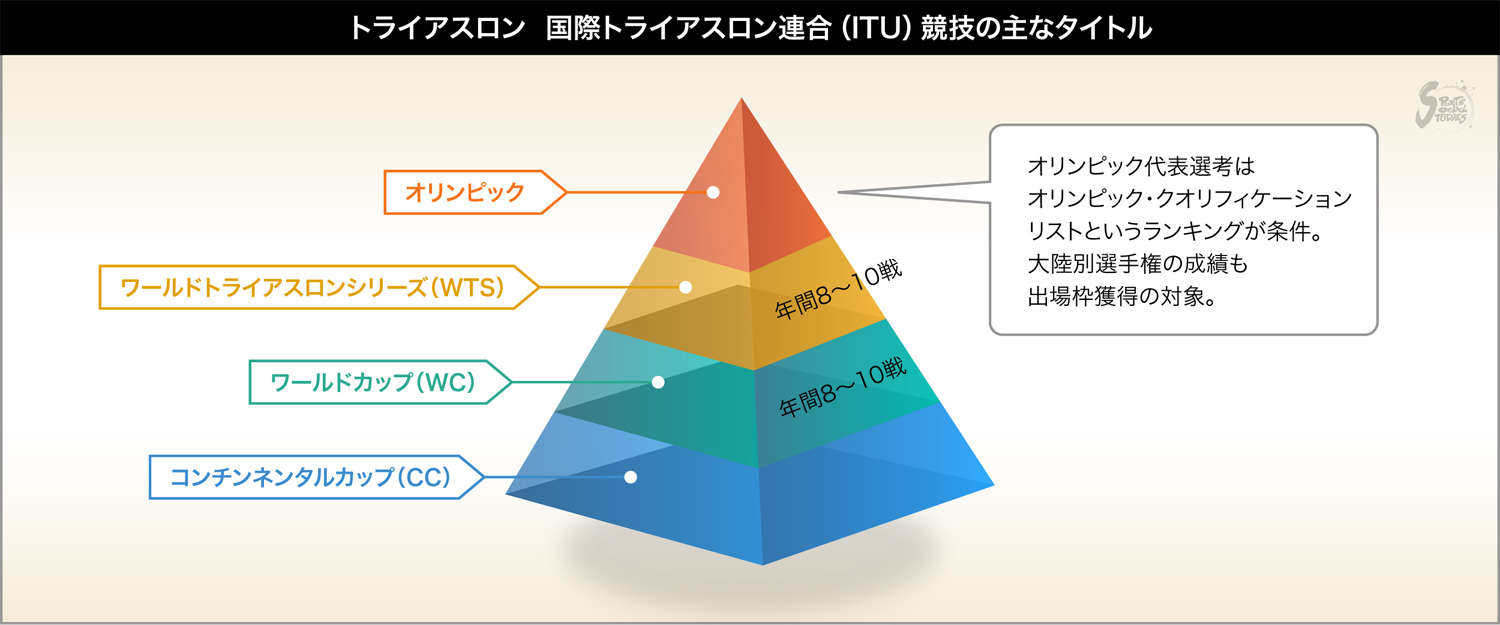 トライアスロン 国際トライアスロン連合(ITU)競技の主なタイトル
SPORTS
SOCIAL
STUDIES
オリンピック
オリンピック代表選考は
オリンピック・クオリフィケーション
リストというランキングが条件。
大陸別選手権の成績も
出場枠獲得の対象。
ワールドトライアスロンシリーズ(WTS)
年間8〜10戦
ワールドカップ(WC)
年間8〜10戦
コンチンネンタルカップ(CC)